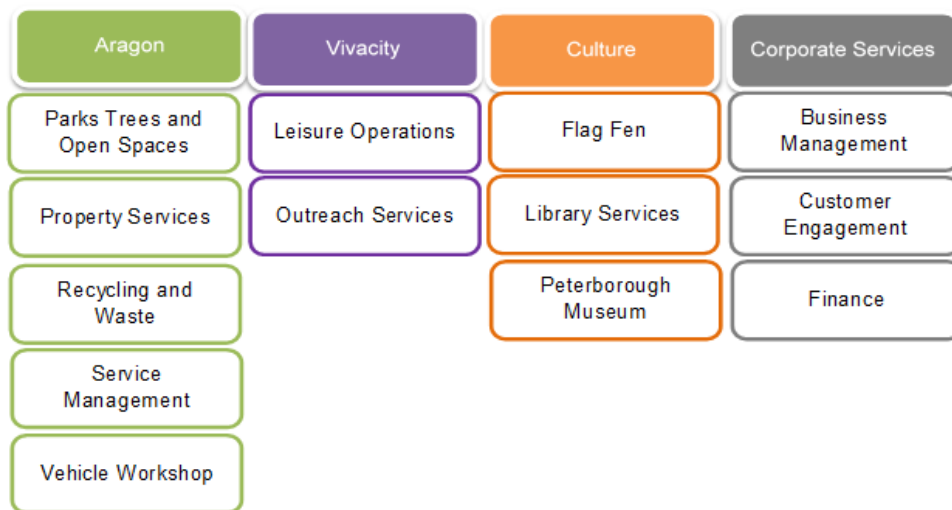 Aragon
Parks Trees and
Open Spaces
Property Services
Recycling and
Waste
Service
Management
Vehicle Workshop
Vivacity
Leisure Operations
Outreach Services
Culture
Flag Fen
Library Services
Peterborough
Museum
Corporate Services
Business
Management
Customer
Engagement
Finance